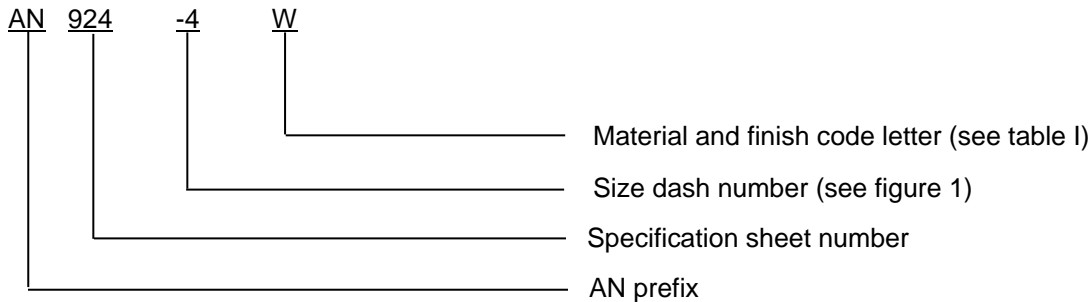 AN 924 -4 W
Material and finish code letter (see table I)
Size dash number (see figure 1)
Specification sheet number
AN prefix